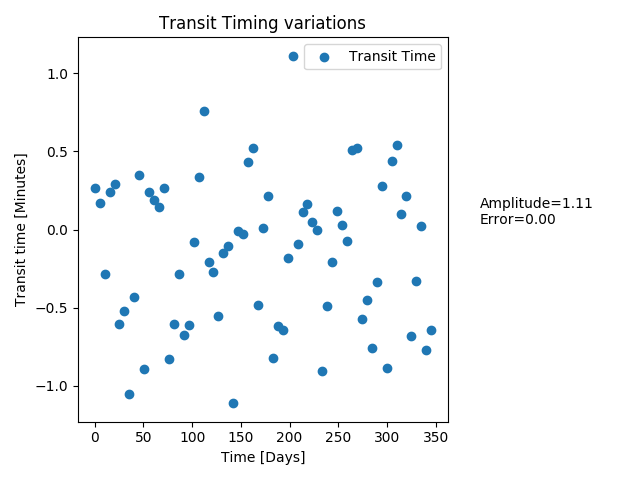 Transit Timing variations
Transit Time
1.0
0.5
0.0
−0.5
−1.0
Transit time [Minutes]
Amplitude=1.11
Error=0.00
0 50 100 150 200 250 300 350
Time [Days]